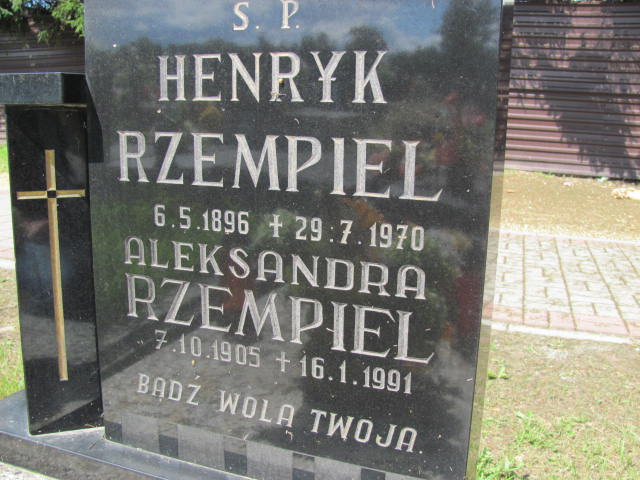 S. P.
HENRYK
RZEMPIEL
6.5.1896 + 29.7.1970
ALEKSANDRA
RZEMPIEL
7.10.1905 + 16.1.1991
BĄDŹ WOLA TWOJA.